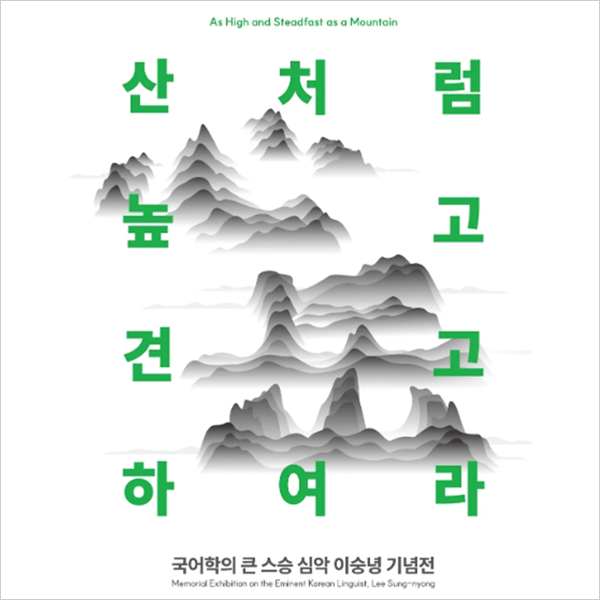 As High and Steadfast as a Mountain
산처럼
높고
견고
하여라
국어학의 큰 스승 심악 이숭녕 기념전
Memorial Exhibition on the Eminent Korean Linguist, Lee Sung-nyong